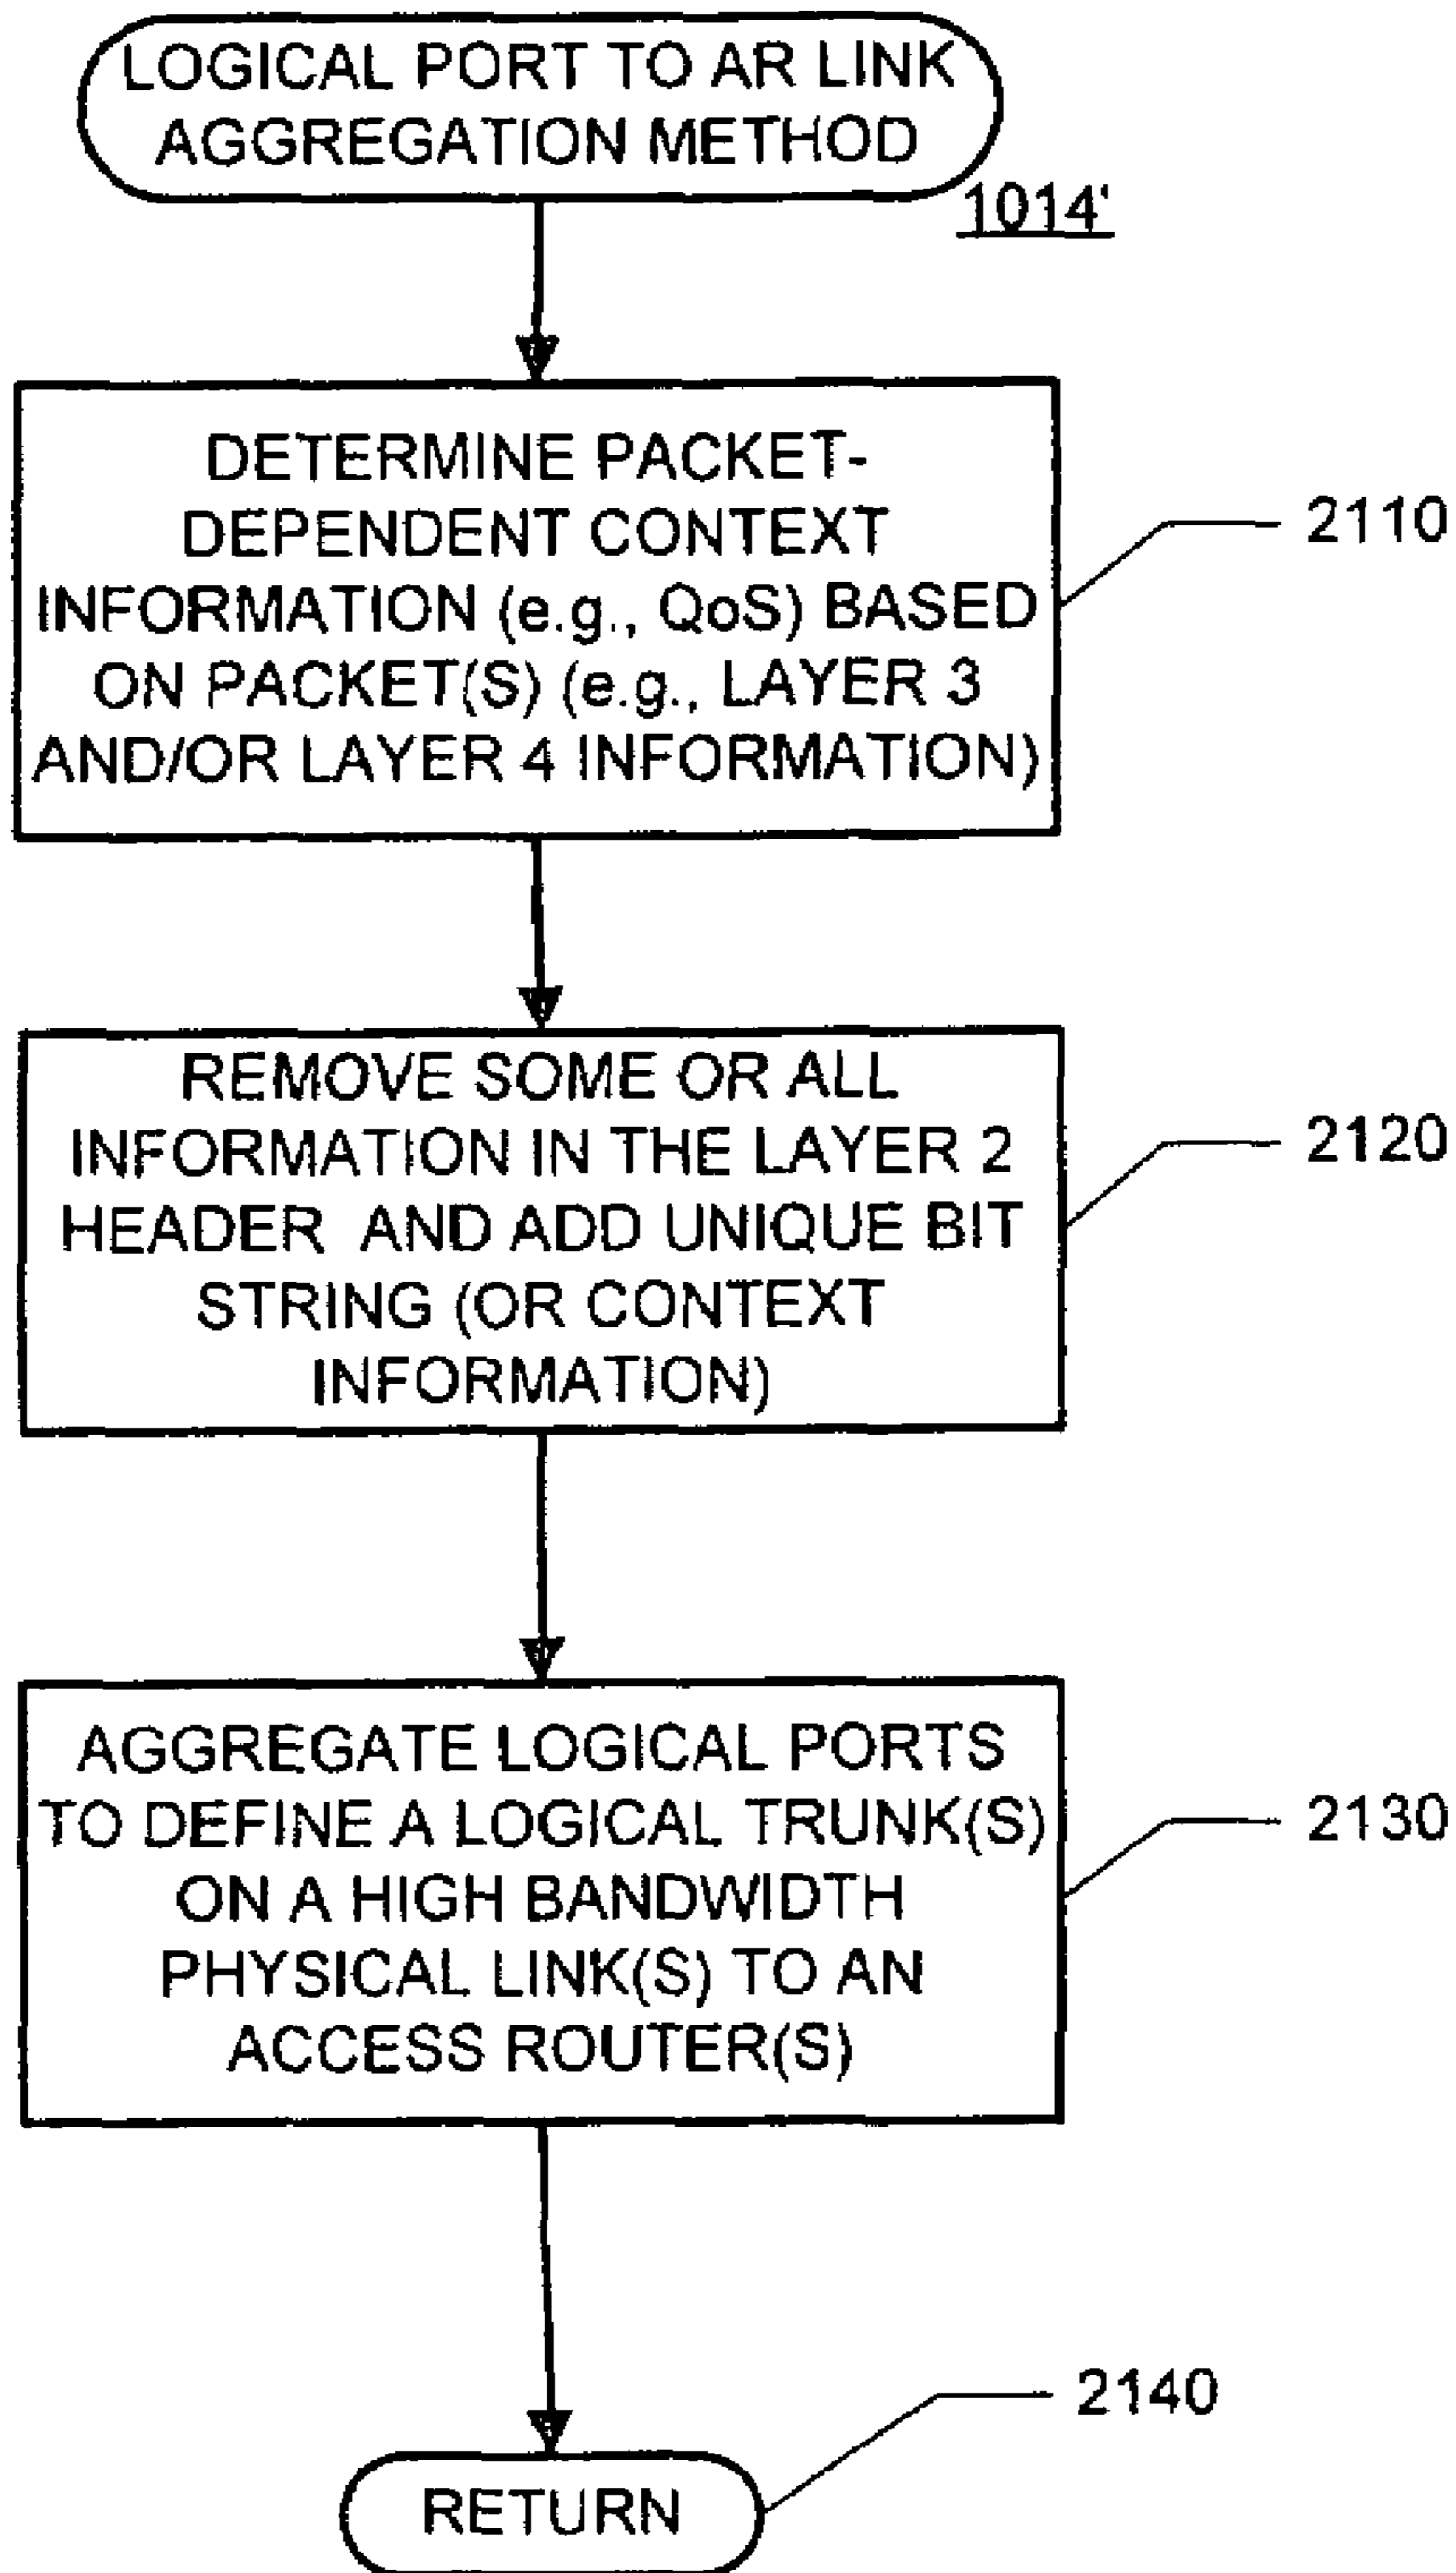 LOGICAL PORT TO AR LINK
AGGREGATION METHOD
1014'
DETERMINE PACKET-
DEPENDENT CONTEXT
INFORMATION (e.g., QoS) BASED
ON PACKET(S) (e.g., LAYER 3
AND/OR LAYER 4 INFORMATION)
2110
REMOVE SOME OR ALL
INFORMATION IN THE LAYER 2
HEADER AND ADD UNIQUE BIT
STRING (OR CONTEXT
INFORMATION)
2120
AGGREGATE LOGICAL PORTS
TO DEFINE A LOGICAL TRUNK(S)
ON A HIGH BANDWIDTH
PHYSICAL LINK(S) TO AN
ACCESS ROUTER(S)
2130
2140
RETURN